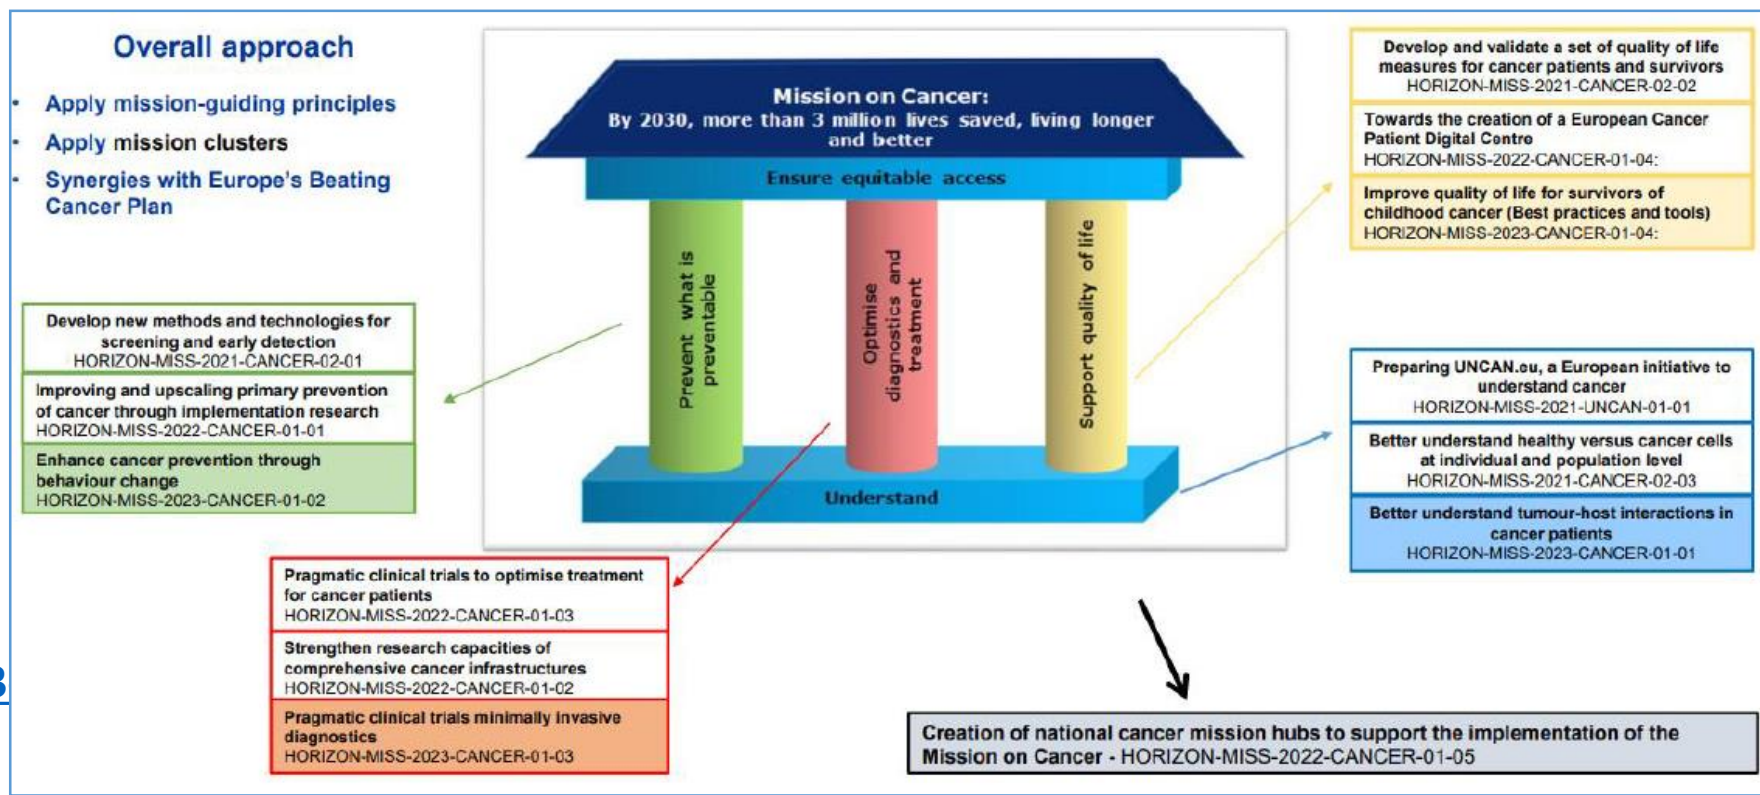 Overall approach
• Apply mission-guiding principles
• Apply mission clusters
• Synergies with Europe's Beating
Cancer Plan
Mission on Cancer:
By 2030, more than 3 million lives saved, living longer
and better
Ensure equitable access
Prevent what is
preventable
Optimise
diagnostics and
treatment
Support quality of life
Understand
Develop and validate a set of quality of life
measures for cancer patients and survivors
HORIZON-MISS-2021-CANCER-02-02
Towards the creation of a European Cancer
Patient Digital Centre
HORIZON-MISS-2022-CANCER-01-04:
Improve quality of life for survivors of
childhood cancer (Best practices and tools)
HORIZON-MISS-2023-CANCER-01-04:
Develop new methods and technologies for
screening and early detection
HORIZON-MISS-2021-CANCER-02-01
Improving and upscaling primary prevention
of cancer through implementation research
HORIZON-MISS-2022-CANCER-01-01
Enhance cancer prevention through
behaviour change
HORIZON-MISS-2023-CANCER-01-02
Preparing UNCAN.eu, a European initiative to
understand cancer
HORIZON-MISS-2021-UNCAN-01-01
Better understand healthy versus cancer cells
at individual and population level
HORIZON-MISS-2021-CANCER-02-03
Better understand tumour-host interactions in
cancer patients
HORIZON-MISS-2023-CANCER-01-01
Pragmatic clinical trials to optimise treatment
for cancer patients
HORIZON-MISS-2022-CANCER-01-03
Strengthen research capacities of
comprehensive cancer infrastructures
HORIZON-MISS-2022-CANCER-01-02
Pragmatic clinical trials minimally invasive
diagnostics
HORIZON-MISS-2023-CANCER-01-03
Creation of national cancer mission hubs to support the implementation of the
Mission on Cancer - HORIZON-MISS-2022-CANCER-01-05